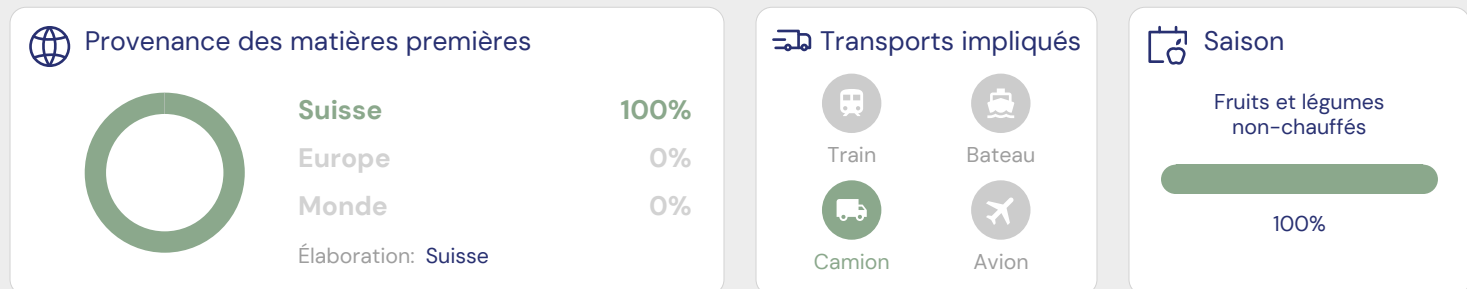 Provenance des matières premières
Suisse 100%
Europe 0%
Monde 0%
Élaboration: Suisse
Transports impliqués
Train
Bateau
Camion
Avion
Saison
Fruits et légumes
non-chauffés
100%